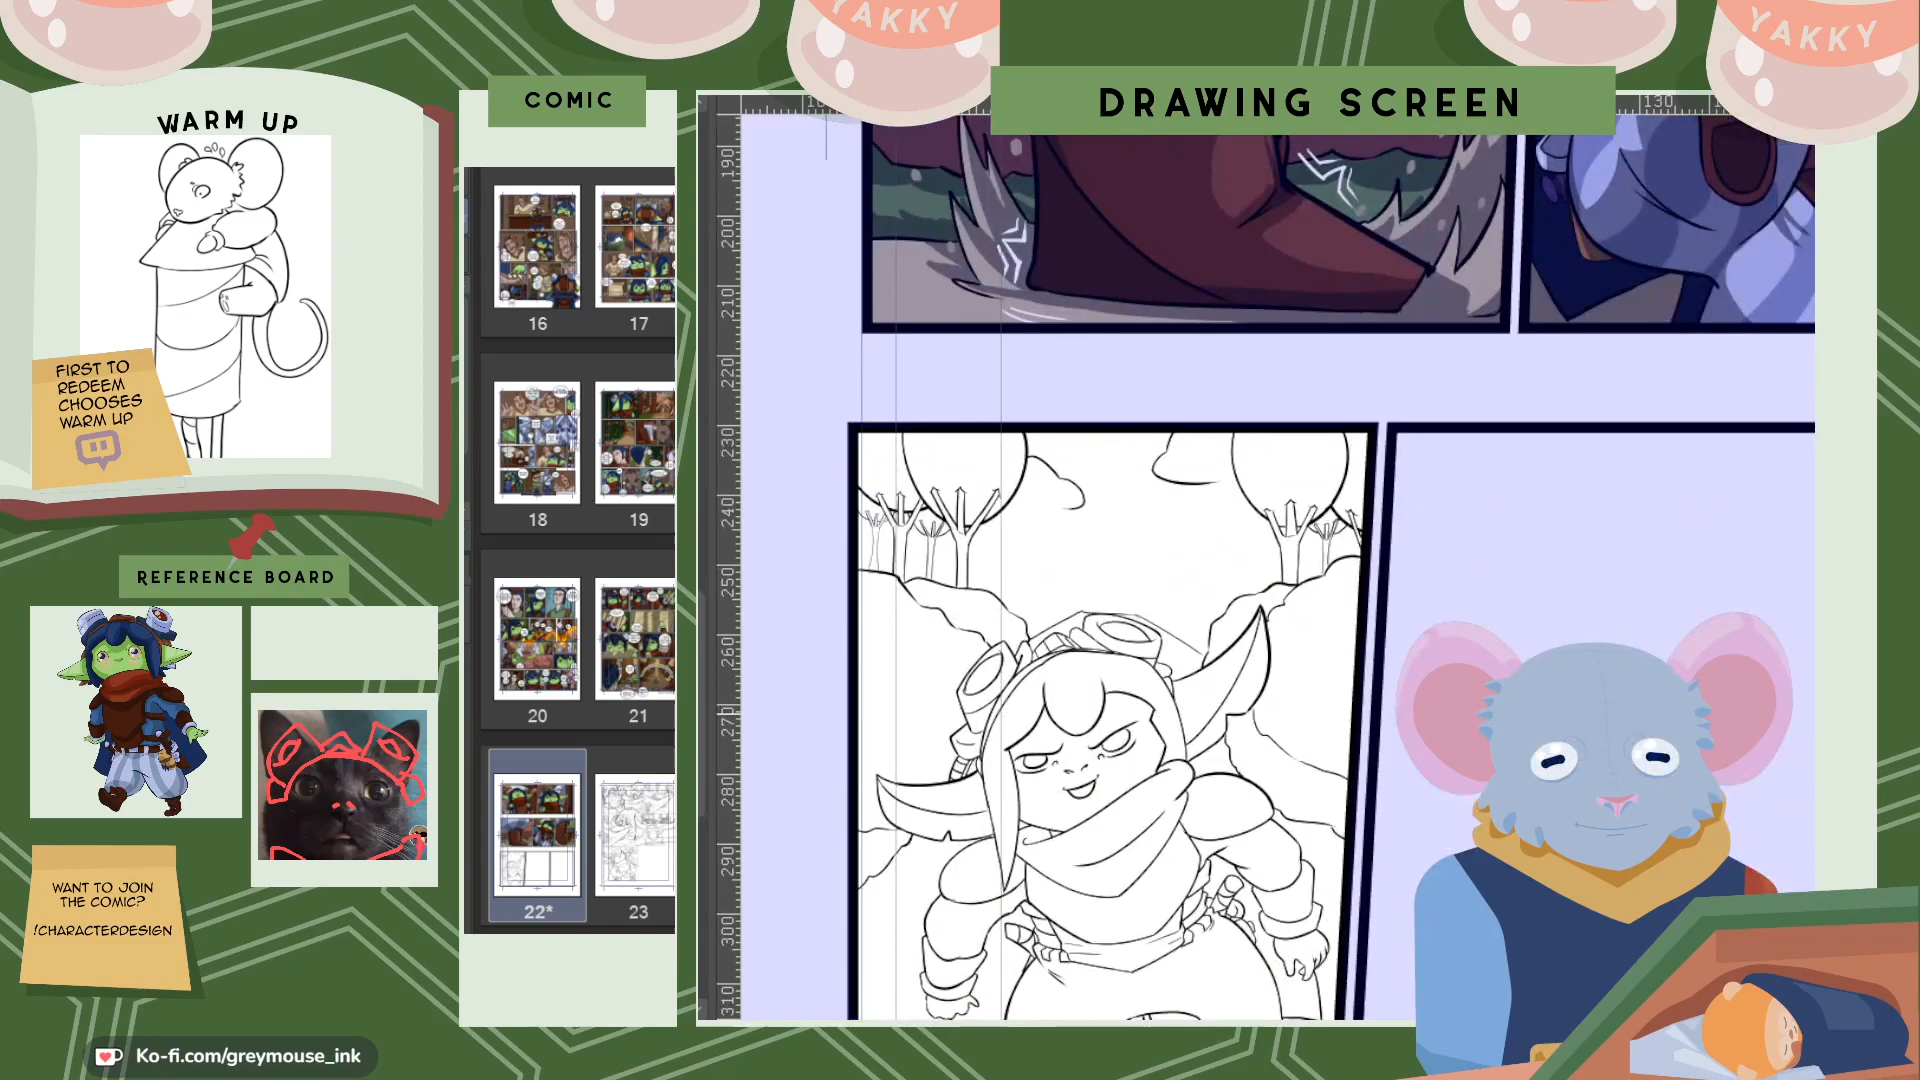 YAKKY
YAKKY
WARM UP
COMIC
DRAWING SCREEN
FIRST TO
REDEEM
CHOOSES
WARM UP
16
17
18
19
20
21
22*
23
130
190
200
210
220
230
240
250
260
270
280
290
300
310
REFERENCE BOARD
WANT TO JOIN
THE COMIC?
!CHARACTERDESIGN
Ko-fi.com/greymouse_ink